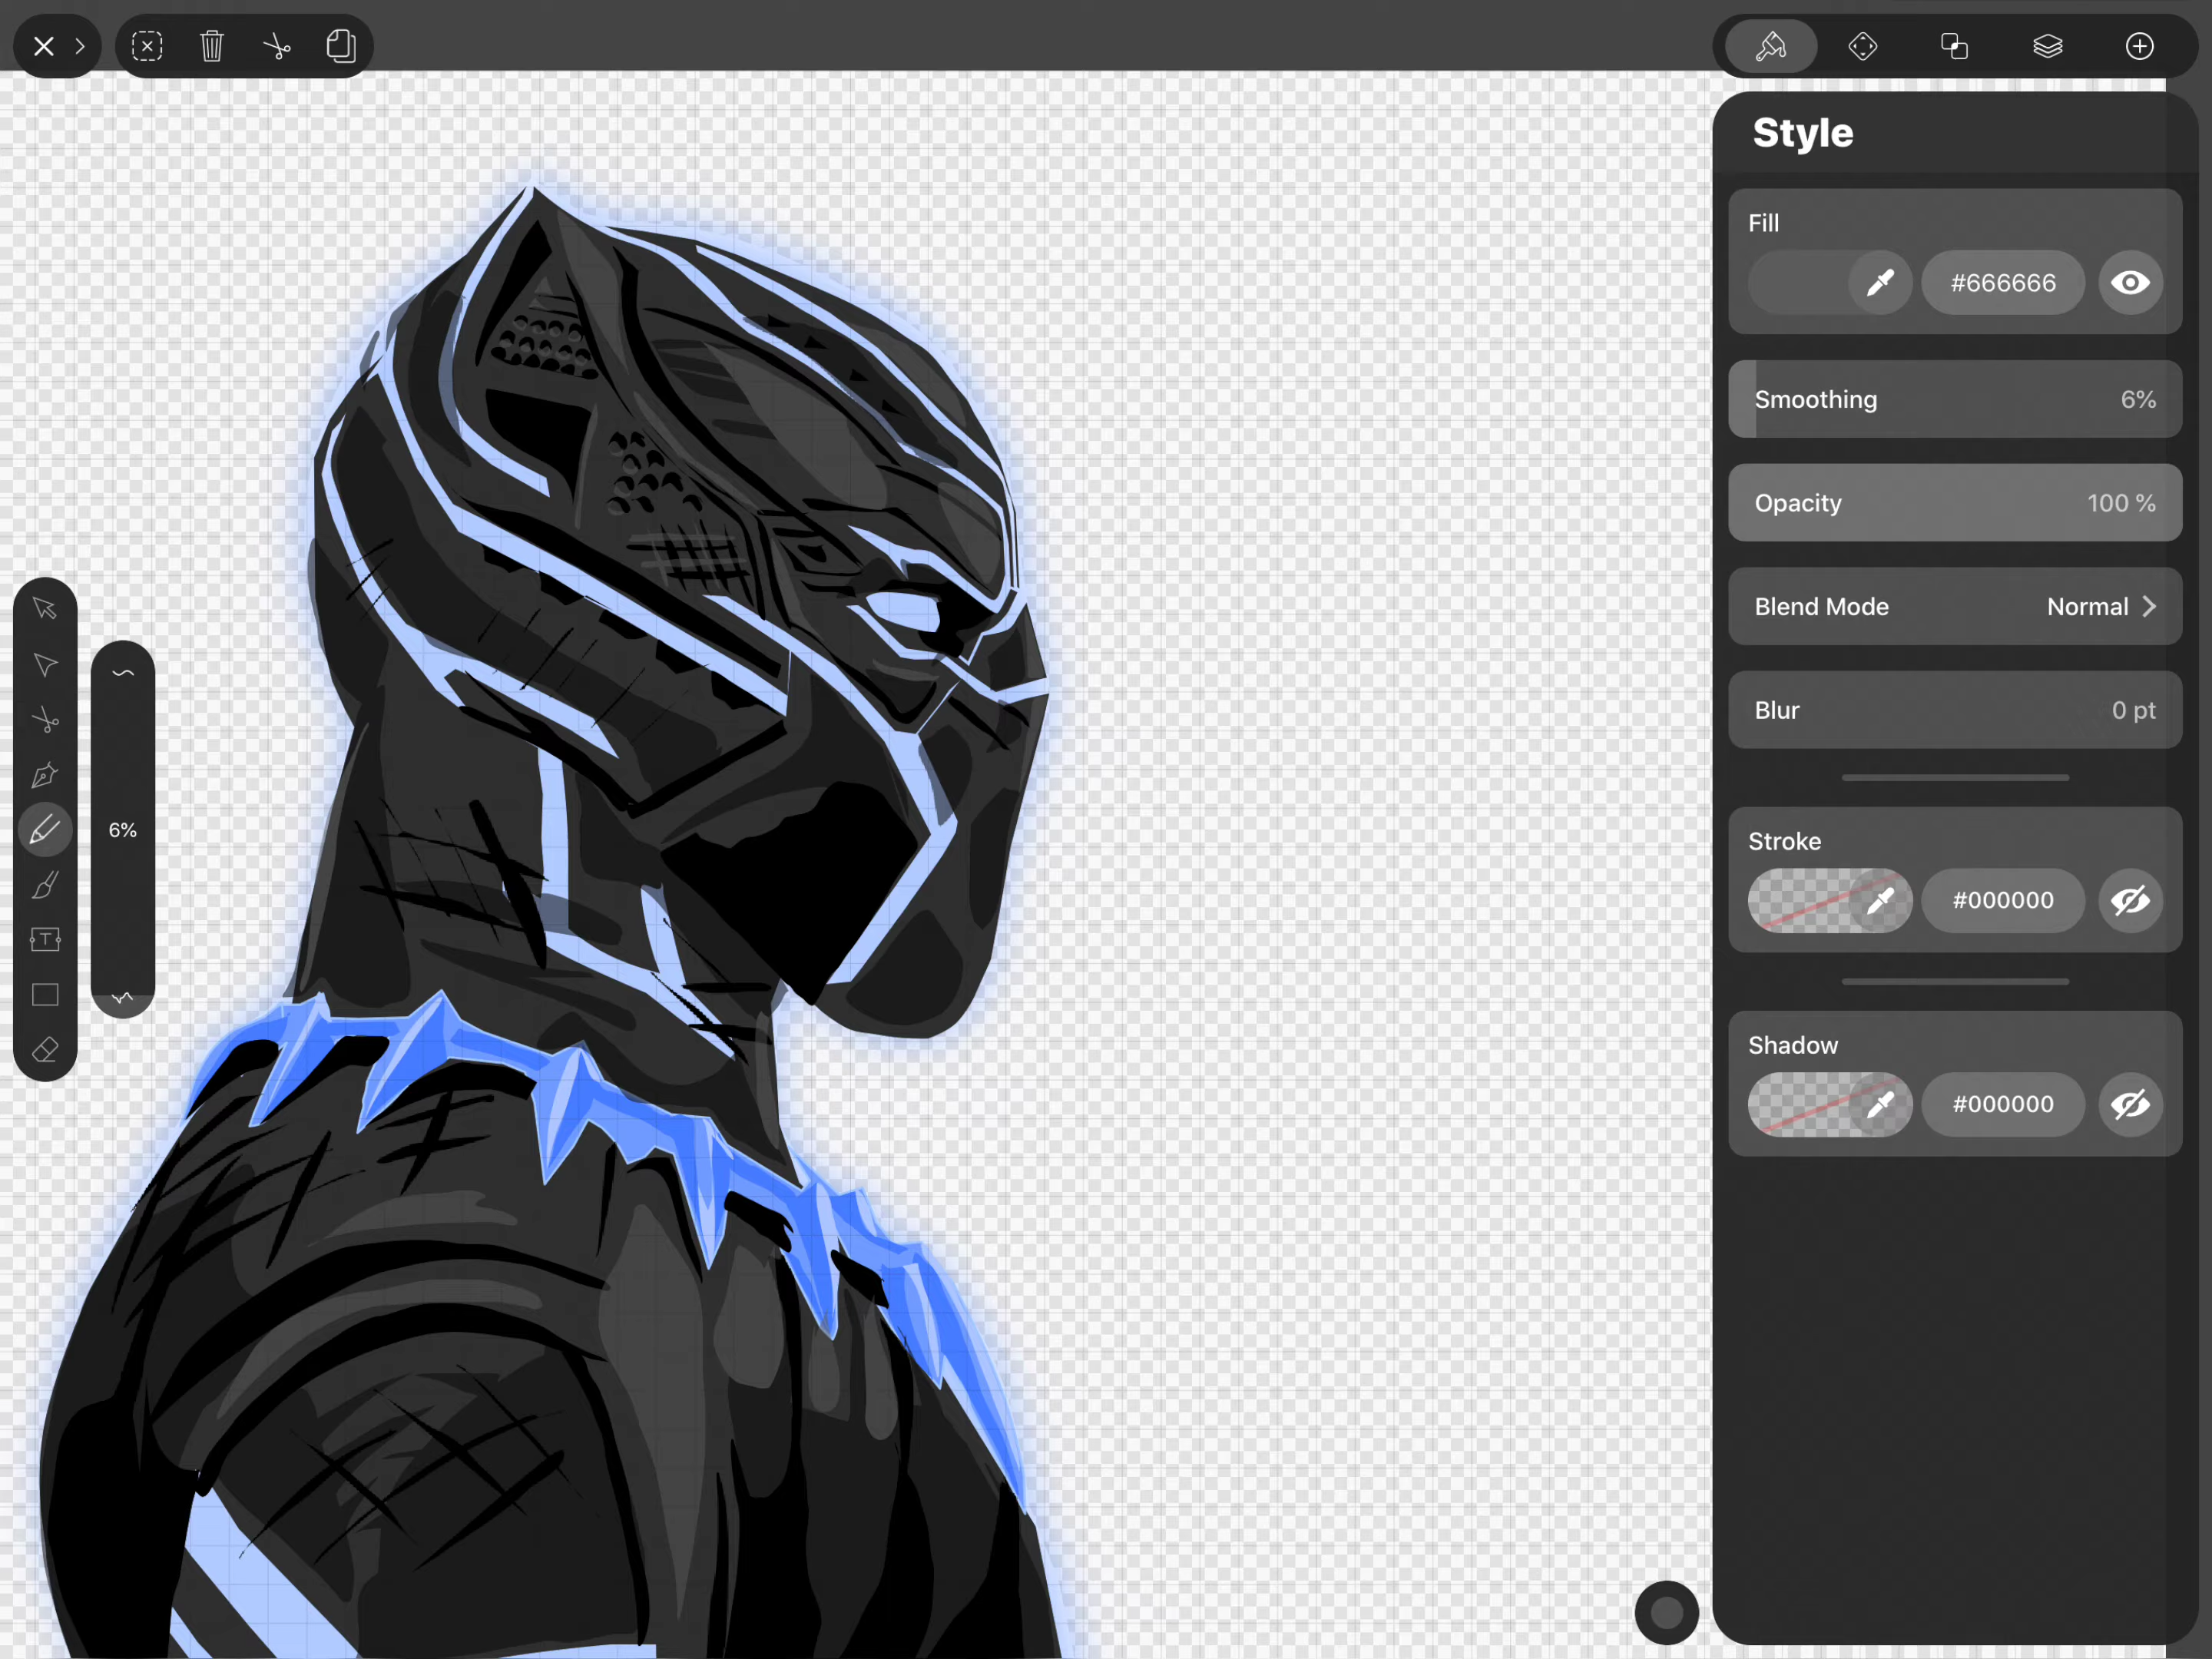 Style
Fill
#666666
Smoothing 6%
Opacity 100 %
Blend Mode Normal
Blur 0 pt
6%
Stroke
#000000
T
Shadow
#000000